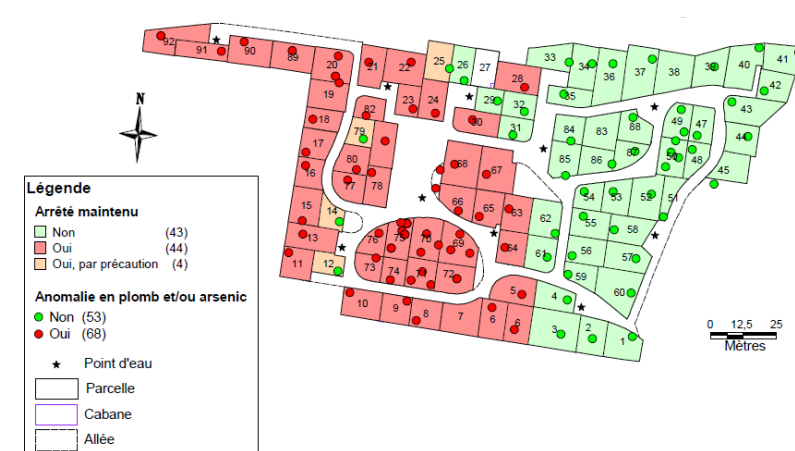 92 91 90 89 20 21 22 25 26 27 28 33 34 36 37 38 39 40 41
19 23 24 29 32 35 42
18 82 30 31 88 43
79 84 83 49 47 44
17 80 85 86 87 50 48 45
16 77 78 68 67
15 14 66 65 63 62 54 53 52 51
13 76 75 70 69 64 61 55 58
11 12 73 74 71 72 56 57
59 60
10 9 8 7 6 6 5 4 3 2 1
N
Légende
Arrêté maintenu
Non (43)
Oui (44)
Oui, par précaution (4)
Anomalie en plomb et/ou arsenic
Non (53)
Oui (68)
Point d'eau
Parcelle
Cabane
Allée
0 12,5 25
Mètres